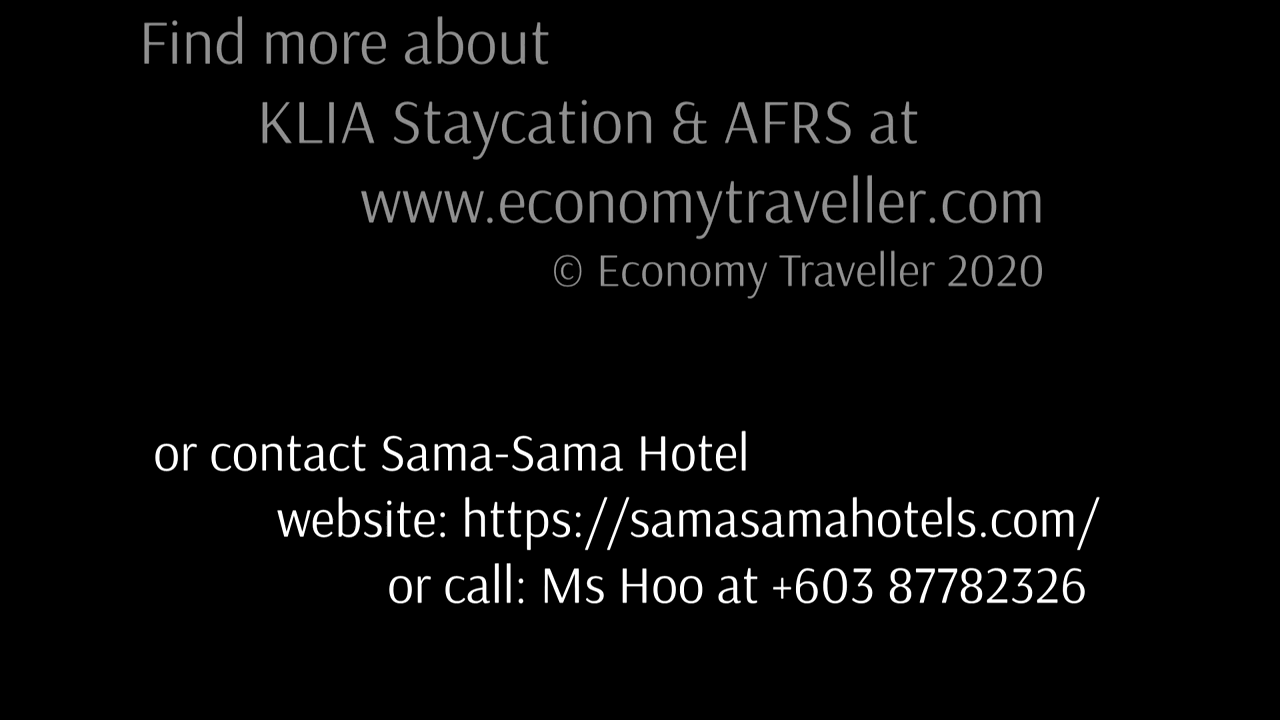 Find more about
KLIA Staycation & AFRS at
www.economytraveller.com
© Economy Traveller 2020
or contact Sama-Sama Hotel
website: https://samasamahotels.com/
or call: Ms Hoo at +603 87782326